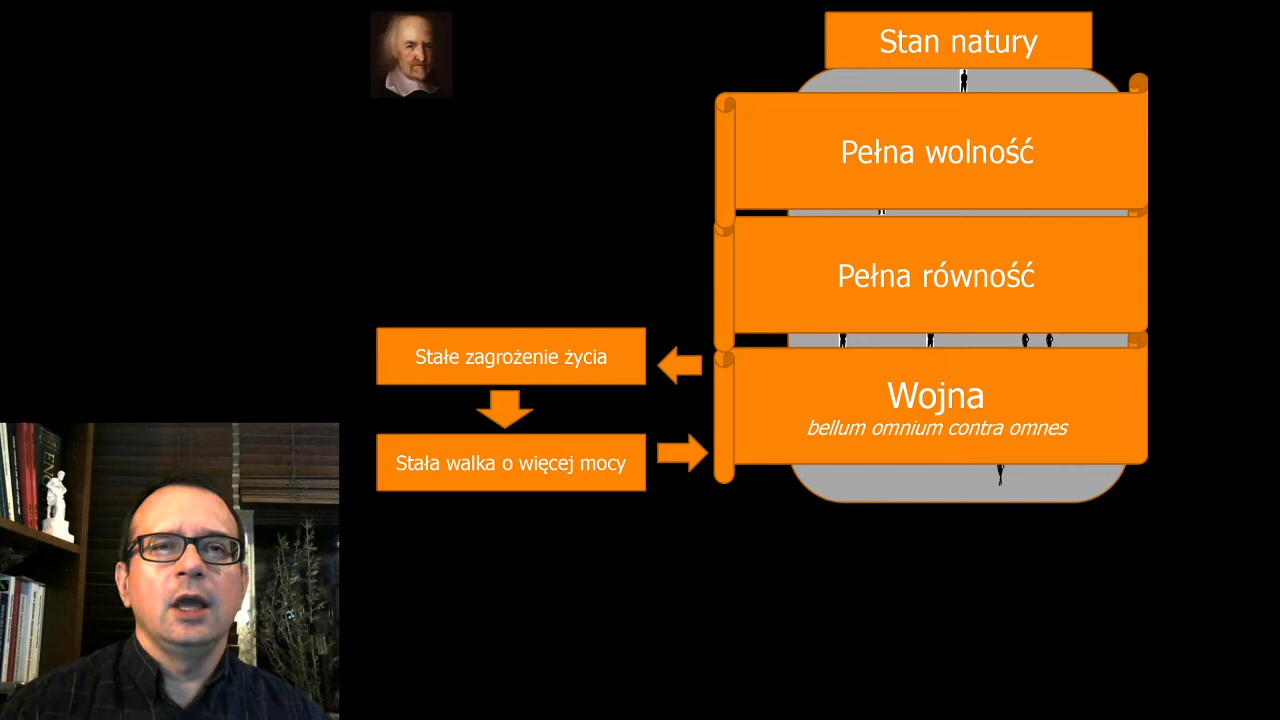 Stan natury
Pełna wolność
Pełna równość
Stałe zagrożenie życia
Wojna
bellum omnium contra omnes
Stała walka o więcej mocy